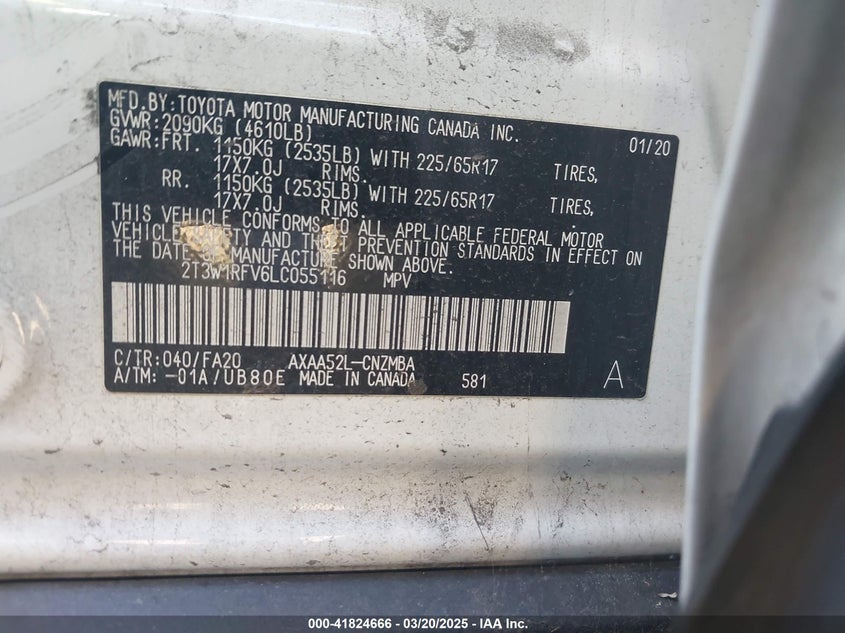 MFD.BY:TOYOTA MOTOR MANUFACTURING CANADA INC. 01/20
GVWR:2090KG (4610LB)
GAWR:FRT. 1150KG (2535LB) WITH 225/65R17 TIRES,
17X7.0J RIMS.
RR. 1150KG (2535LB) WITH 225/65R17 TIRES,
17X7.0J RIMS.
THIS VEHICLE CONFORMS TO ALL APPLICABLE FEDERAL MOTOR
VEHICLE SAFETY AND THEFT PREVENTION STANDARDS IN EFFECT ON
THE DATE OF MANUFACTURE SHOWN ABOVE.
2T3W1RFV6LC055116 MPV
C/TR:040/FA20 AXAA52L-CNZMBA
A/TM:-01A/UB80E MADE IN CANADA 581 A
000-41824666 - 03/20/2025 - IAA Inc.